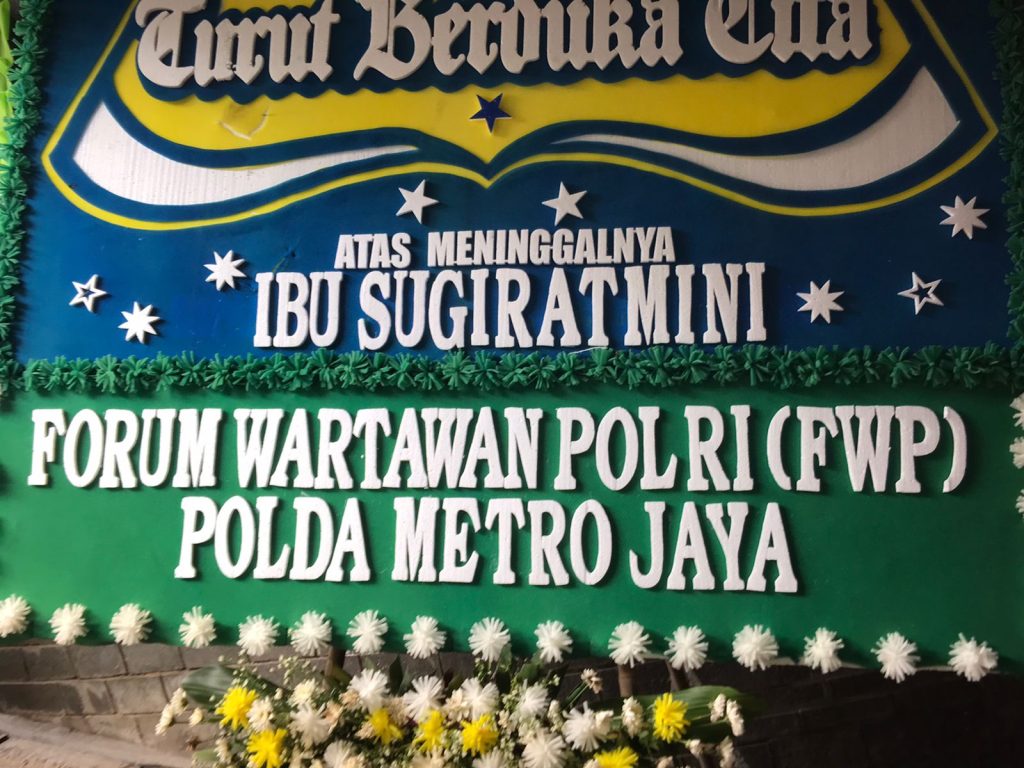 Turut Berduka Cita
ATAS MENINGGALNYA
IBU SUGIRATMINI
FORUM WARTAWAN POLRI (FWP)
POLDA METRO JAYA